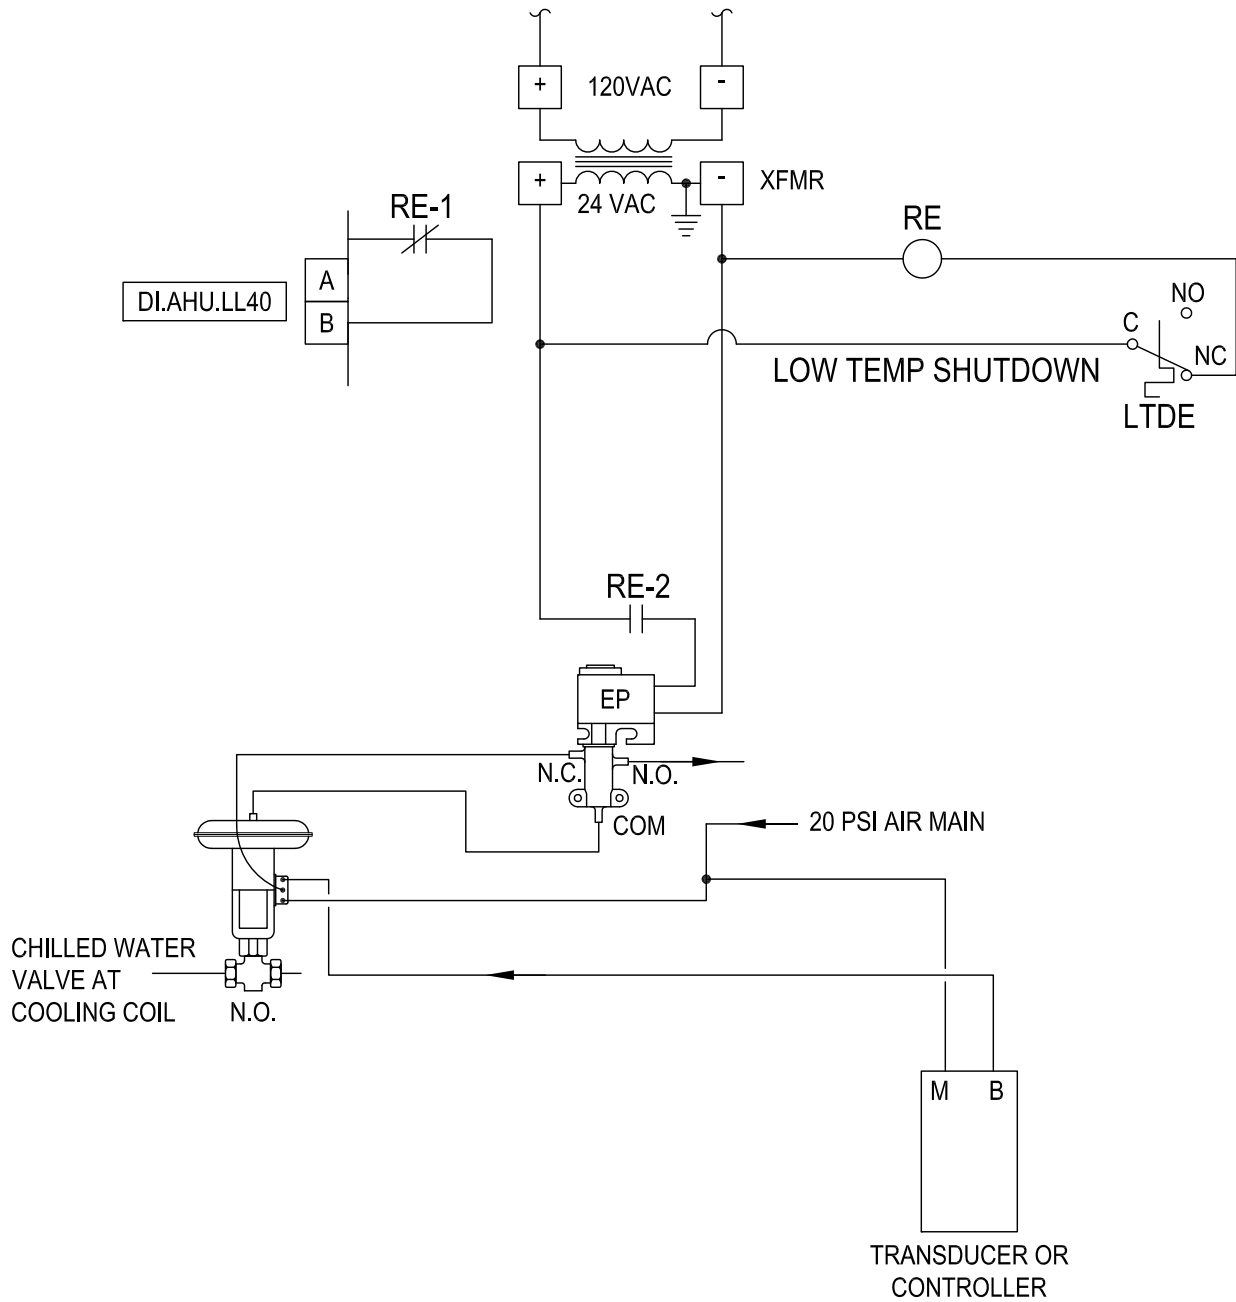 +
120VAC
-
+
24 VAC
-
XFMR
RE-1
RE
A
B
DI.AHU.LL40
NO
C
NC
LOW TEMP SHUTDOWN
LTDE
RE-2
EP
N.C.
N.O.
COM
20 PSI AIR MAIN
CHILLED WATER
VALVE AT
COOLING COIL
N.O.
M B
TRANSDUCER OR
CONTROLLER